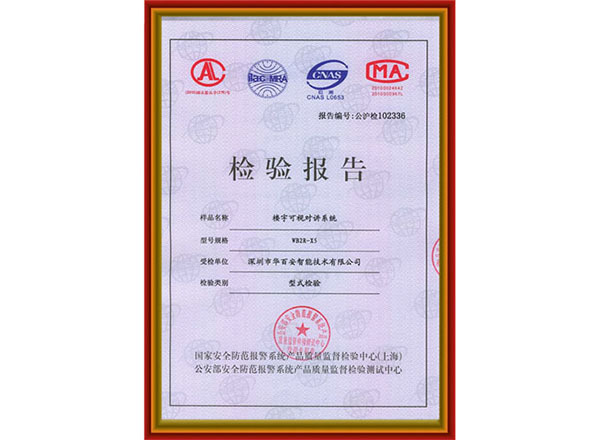 ilac-MRA
CNAS
检测
CNAS L0653
CMA
报告编号:公沪检102336
检验报告
样品名称 楼宇可视对讲系统
型号规格 WB2R-X5
受检单位 深圳市华百安智能技术有限公司
检验类别 型式检验
国家安全防范报警系统产品质量监督检验中心(上海)
公安部安全防范报警系统产品质量监督检验测试中心